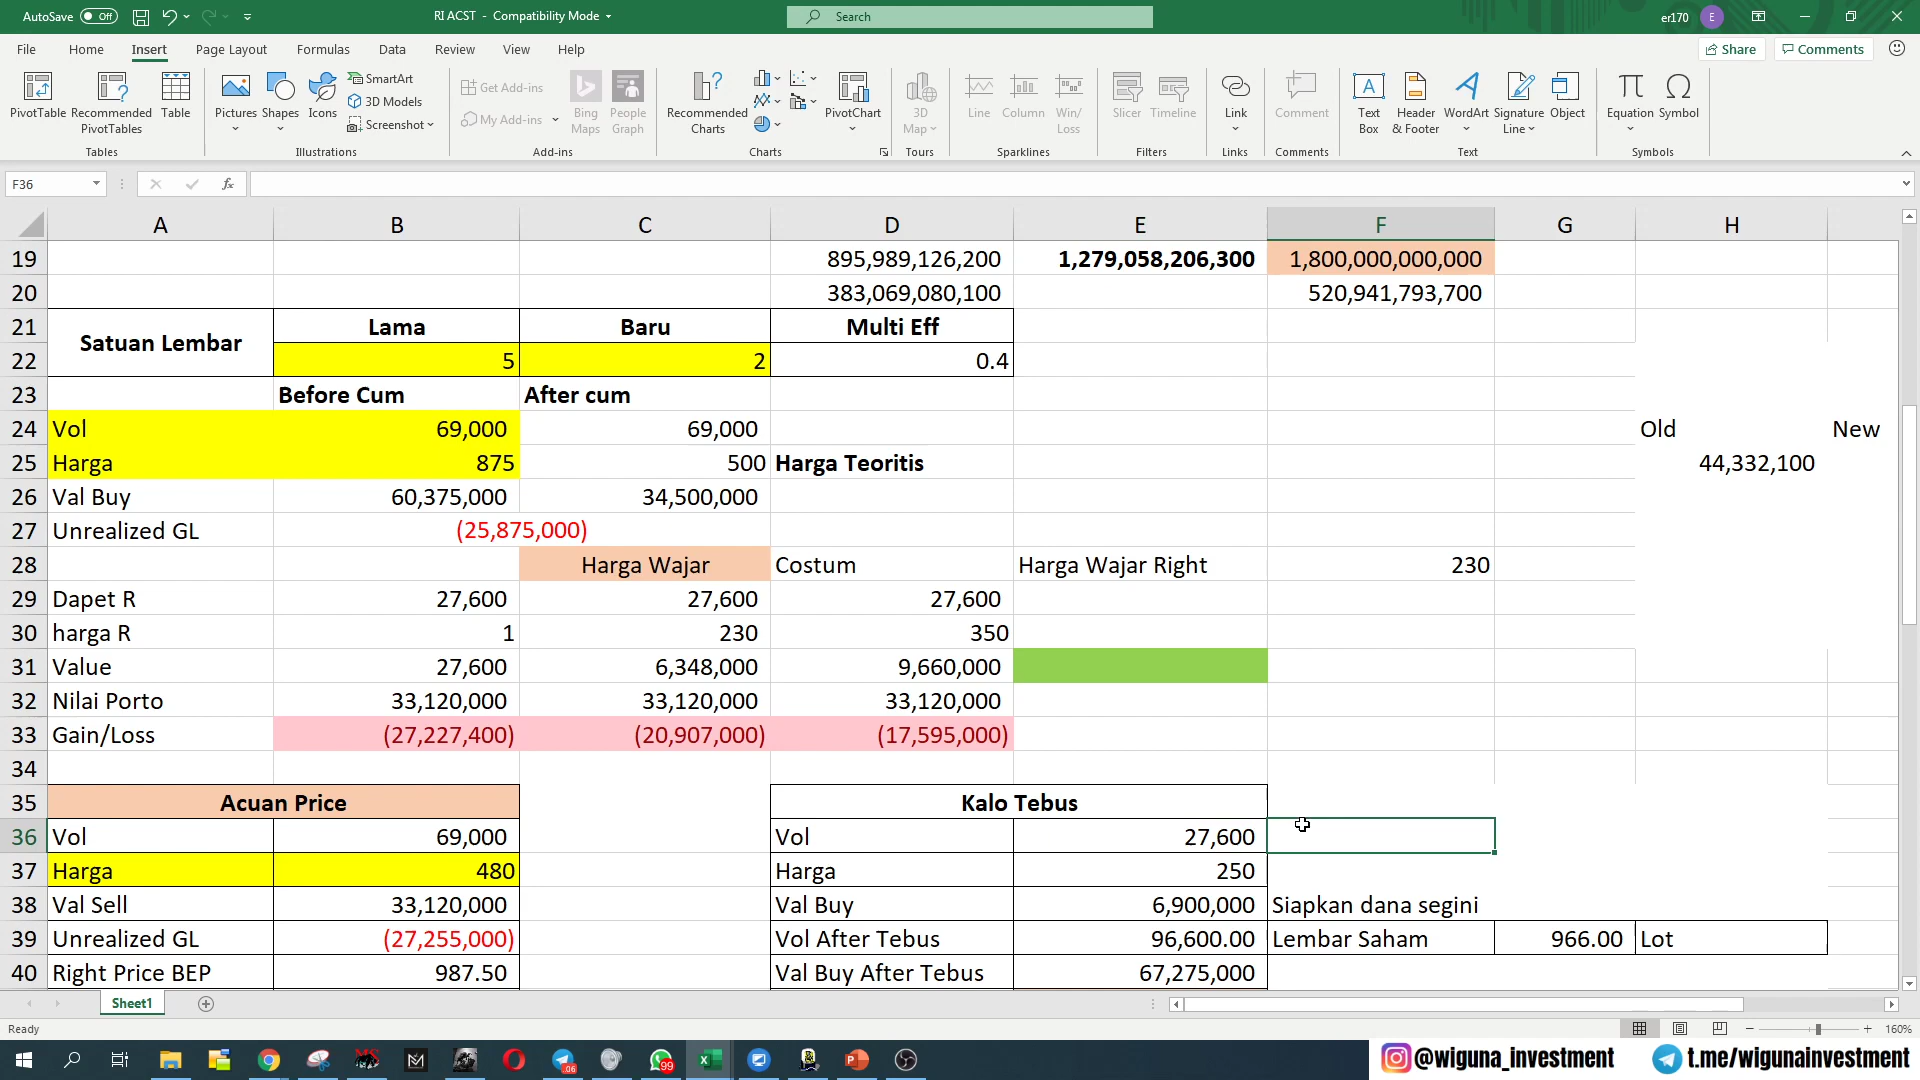 AutoSave Off RI ACST - Compatibility Mode Search er170 E
File Home Insert Page Layout Formulas Data Review View Help Share Comments
PivotTable Recommended PivotTables Table
Tables
Pictures Shapes Icons SmartArt 3D Models Screenshot
Illustrations
Get Add-ins My Add-ins Bing Maps People Graph
Add-ins
Recommended Charts PivotChart
Charts
3D Map
Tours
Line Column Win/Loss
Sparklines
Slicer Timeline
Filters
Link
Links
Comment
Comments
Text Box Header & Footer WordArt Signature Line Object
Text
Equation Symbol
Symbols
F36 fx
A B C D E F G H
19 895,989,126,200 1,279,058,206,300 1,800,000,000,000
20 383,069,080,100 520,941,793,700
21 Satuan Lembar Lama Baru Multi Eff
22 5 2 0.4
23 Before Cum After cum
24 Vol 69,000 69,000 Old New
25 Harga 875 500 Harga Teoritis 44,332,100
26 Val Buy 60,375,000 34,500,000
27 Unrealized GL (25,875,000)
28 Harga Wajar Costum Harga Wajar Right 230
29 Dapet R 27,600 27,600 27,600
30 harga R 1 230 350
31 Value 27,600 6,348,000 9,660,000
32 Nilai Porto 33,120,000 33,120,000 33,120,000
33 Gain/Loss (27,227,400) (20,907,000) (17,595,000)
34
35 Acuan Price Kalo Tebus
36 Vol 69,000 Vol 27,600
37 Harga 480 Harga 250
38 Val Sell 33,120,000 Val Buy 6,900,000 Siapkan dana segini
39 Unrealized GL (27,255,000) Vol After Tebus 96,600.00 Lembar Saham 966.00 Lot
40 Right Price BEP 987.50 Val Buy After Tebus 67,275,000
Sheet1
Ready 160%
@wiguna_investment t.me/wigunainvestment